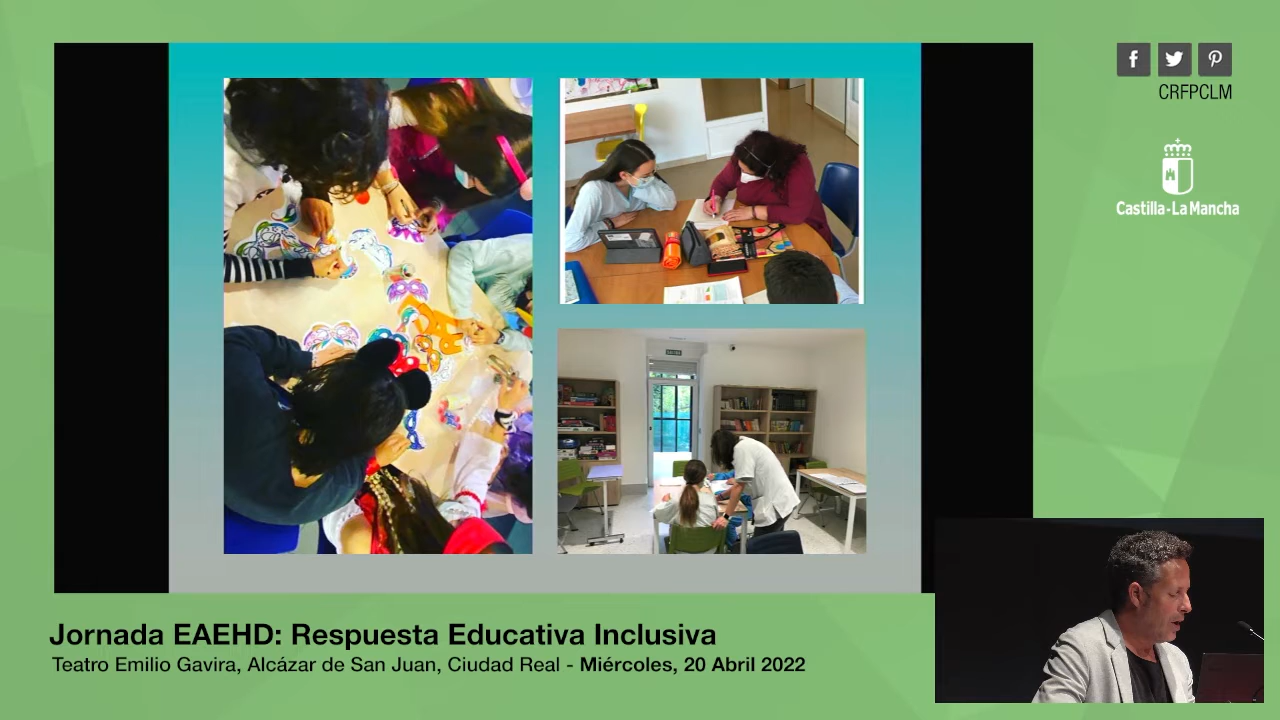 CRFPCLM
Castilla-La Mancha
Jornada EAEHD: Respuesta Educativa Inclusiva
Teatro Emilio Gavira, Alcázar de San Juan, Ciudad Real - Miércoles, 20 Abril 2022